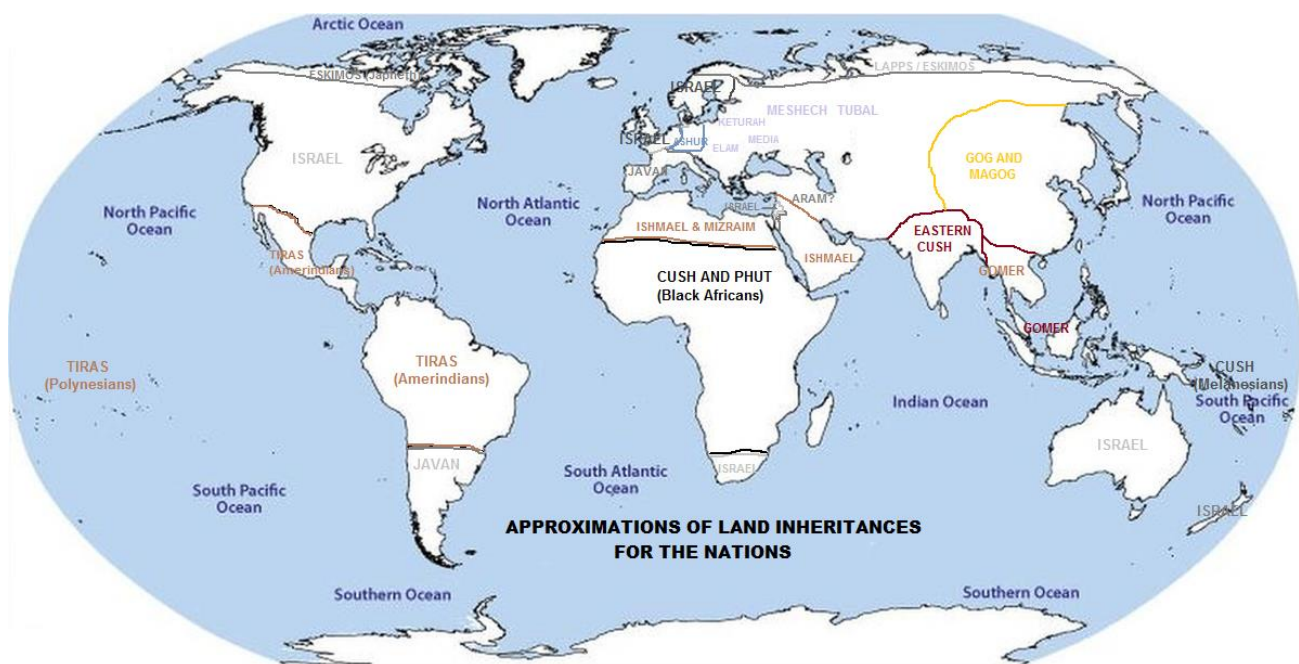 Arctic Ocean
ESKIMOS (Japheth)
LAPPS / ESKIMOS
ISRAEL
MESHECH TUBAL
KETURAH
ISRAEL
ASHUR
ELAM
MEDIA
ISRAEL
GOG AND
MAGOG
JAVAN
ARAM?
ISRAEL
North Pacific
Ocean
North Atlantic
Ocean
North Pacific
Ocean
ISHMAEL & MIZRAIM
EASTERN
CUSH
TIRAS
(Amerindians)
ISHMAEL
GOMER
CUSH AND PHUT
(Black Africans)
GOMER
TIRAS
(Polynesians)
TIRAS
(Amerindians)
CUSH
(Melanesians)
Indian Ocean
South Pacific
Ocean
ISRAEL
JAVAN
ISRAEL
South Atlantic
Ocean
South Pacific
Ocean
ISRAEL
APPROXIMATIONS OF LAND INHERITANCES
FOR THE NATIONS
Southern Ocean
Southern Ocean